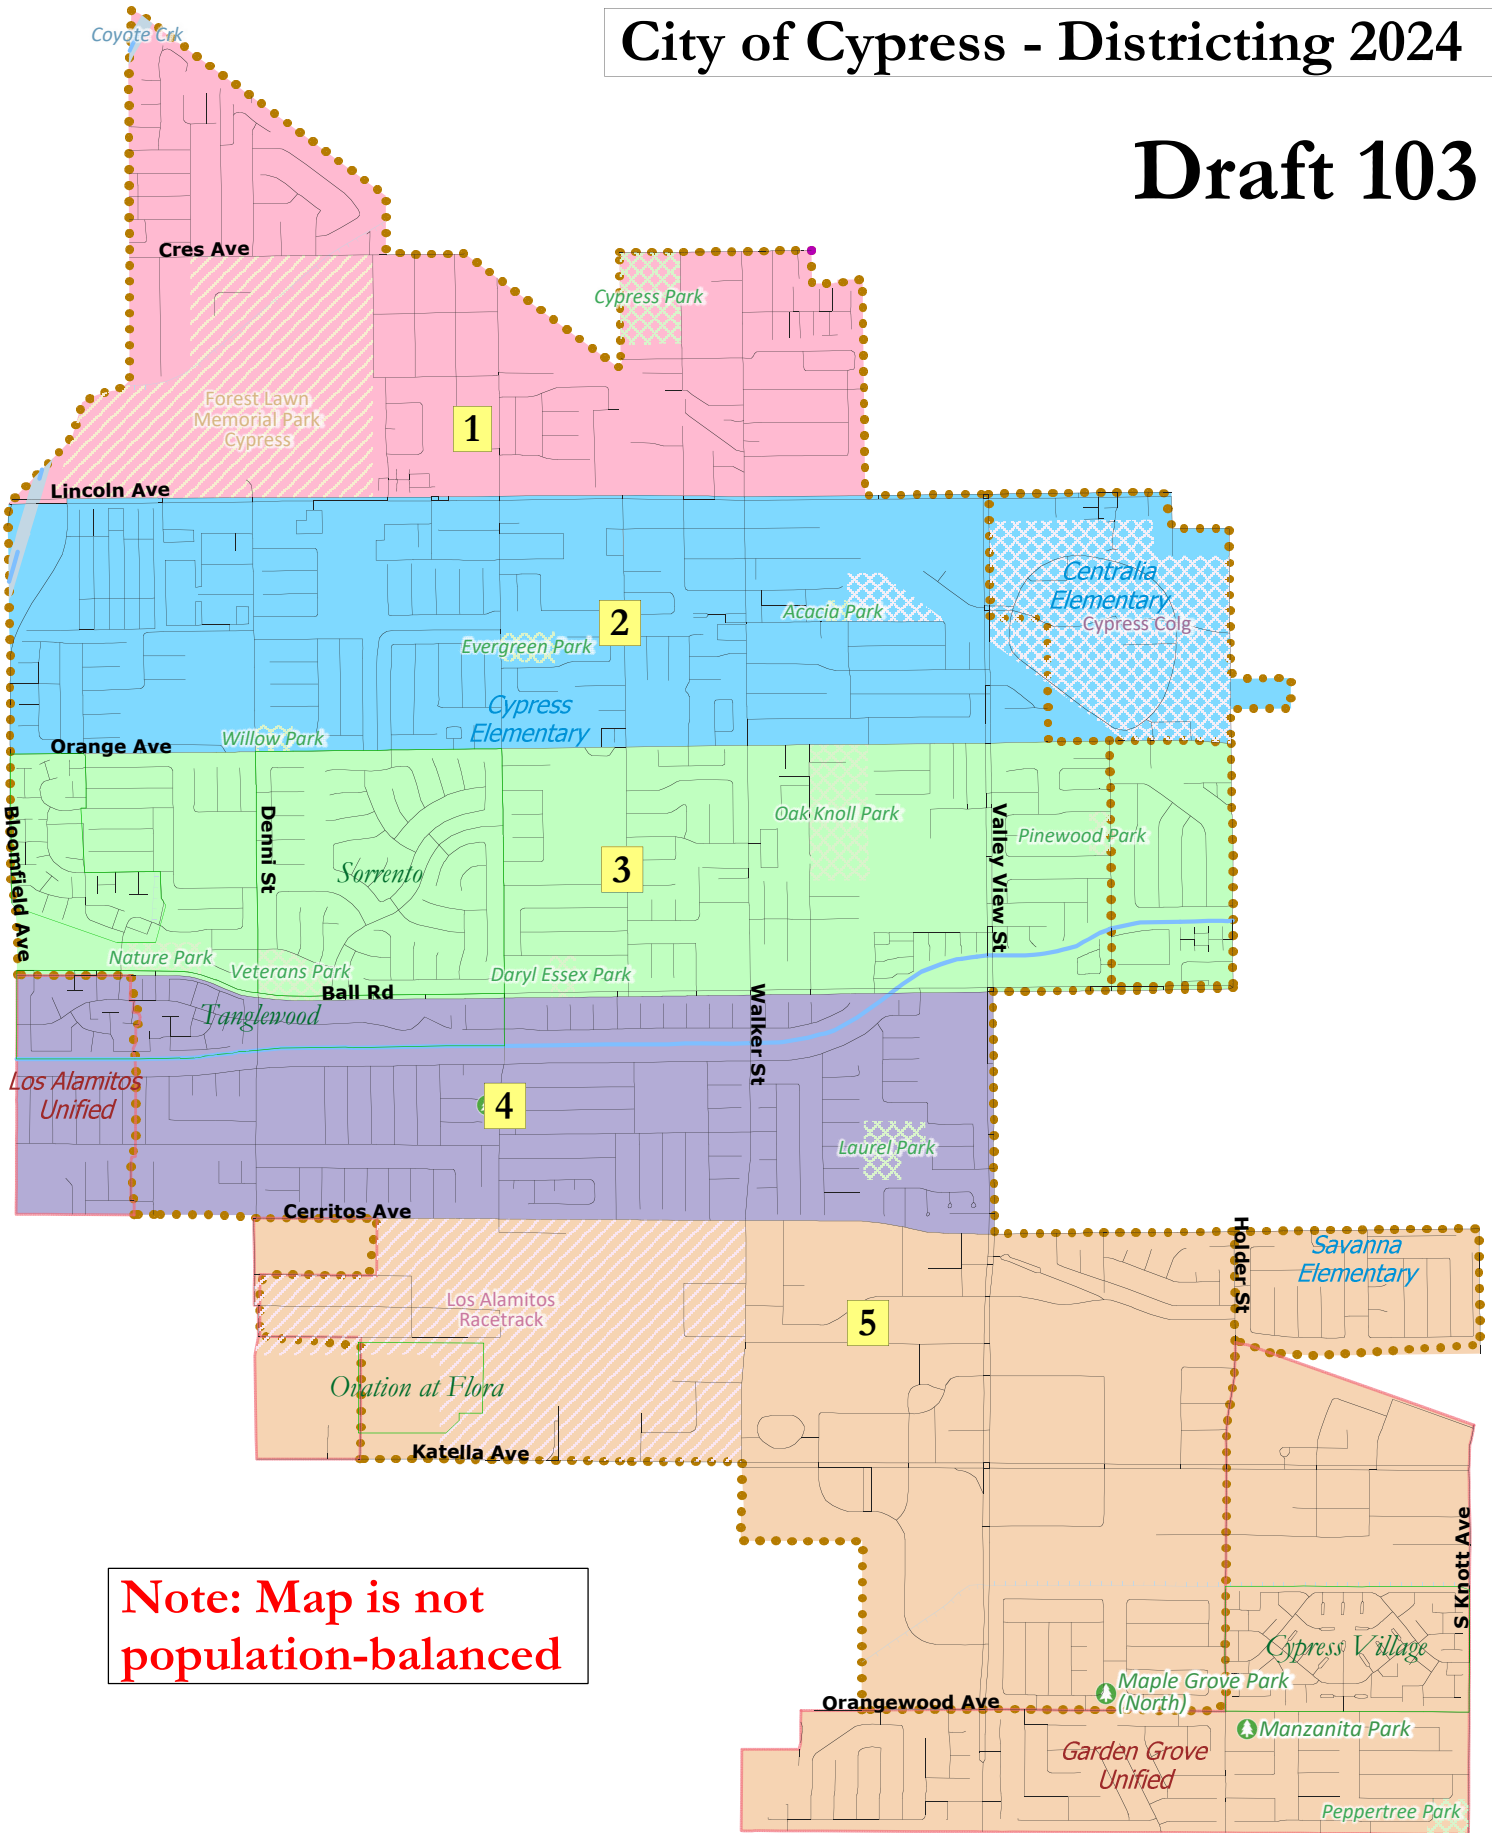 City of Cypress - Districting 2024
Coyote Crk
Draft 103
Cres Ave
Cypress Park
Forest Lawn
Memorial Park
Cypress
1
Lincoln Ave
Centralia
Elementary
Cypress Colg
Acacia Park
2
Evergreen Park
Cypress
Elementary
Willow Park
Orange Ave
Bloomfield Ave
Denni St
Valley View St
Oak Knoll Park
Pinewood Park
Sorrento
3
Nature Park
Veterans Park
Daryl Essex Park
Ball Rd
Tanglewood
Walker St
Los Alamitos
Unified
4
Laurel Park
Cerritos Ave
Holder St
Savanna
Elementary
Los Alamitos
Racetrack
5
Ovation at Flora
Katella Ave
S Knott Ave
Note: Map is not
population-balanced
Cypress Village
Maple Grove Park
(North)
Orangewood Ave
Manzanita Park
Garden Grove
Unified
Peppertree Park